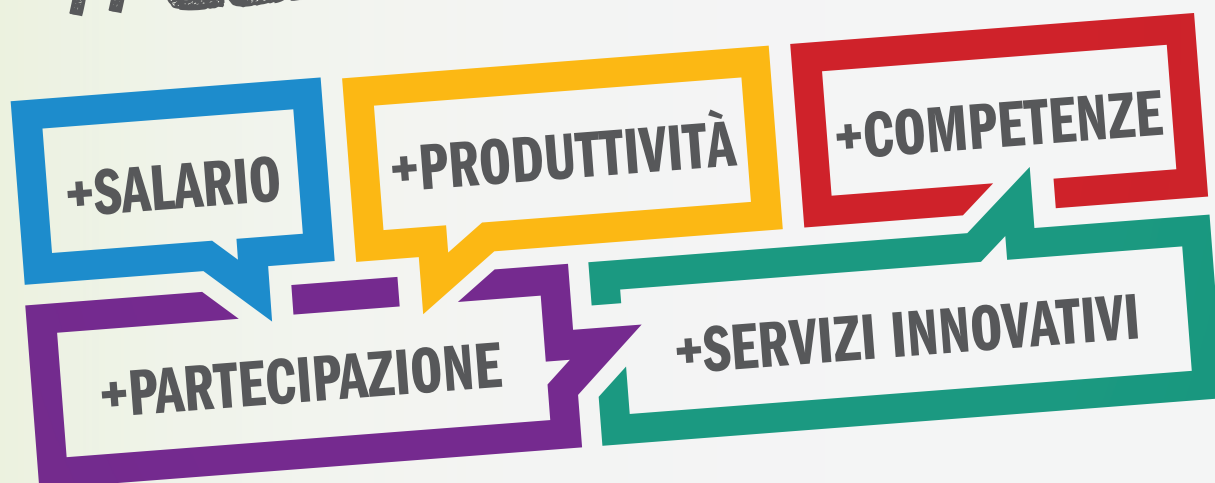 +SALARIO
+PRODUTTIVITÀ
+COMPETENZE
+PARTECIPAZIONE
+SERVIZI INNOVATIVI